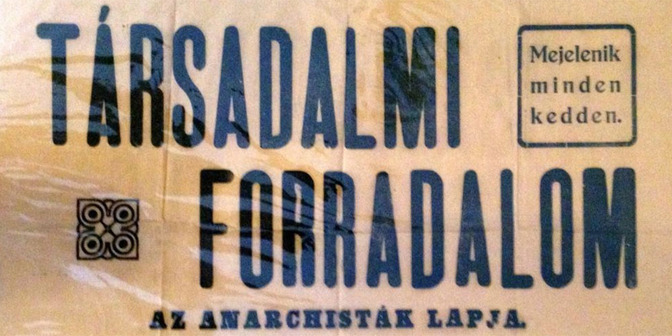 TÁRSADALMI
Mejelenik
minden
kedden.
FORRADALOM
AZ ANARCHISTÁK LAPJA.